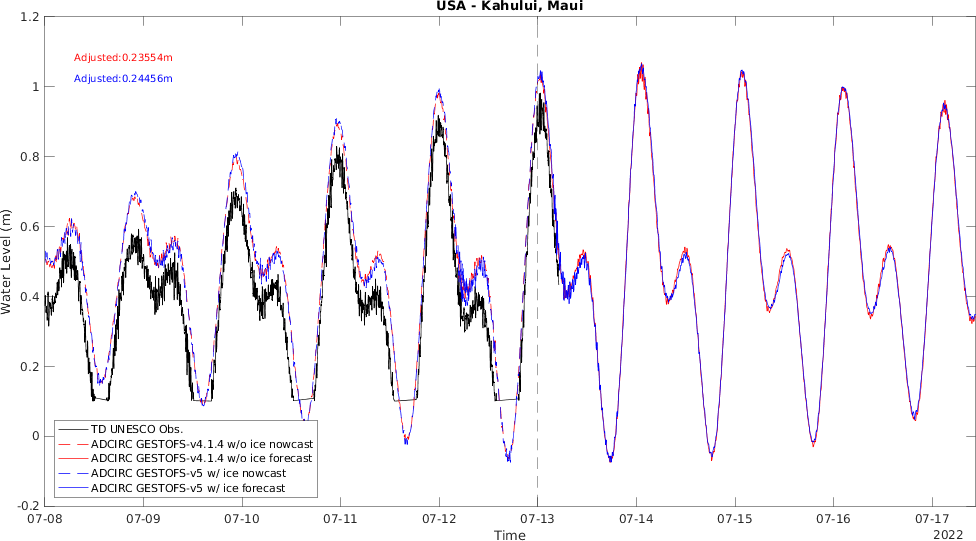 USA - Kahului, Maui
Adjusted:0.23554m
Adjusted:0.24456m
1.2
1
0.8
0.6
0.4
0.2
0
-0.2
Water Level (m)
TD UNESCO Obs.
ADCIRC GESTOFS-v4.1.4 w/o ice nowcast
ADCIRC GESTOFS-v4.1.4 w/o ice forecast
ADCIRC GESTOFS-v5 w/ ice nowcast
ADCIRC GESTOFS-v5 w/ ice forecast
07-08 07-09 07-10 07-11 07-12 07-13 07-14 07-15 07-16 07-17
Time
2022